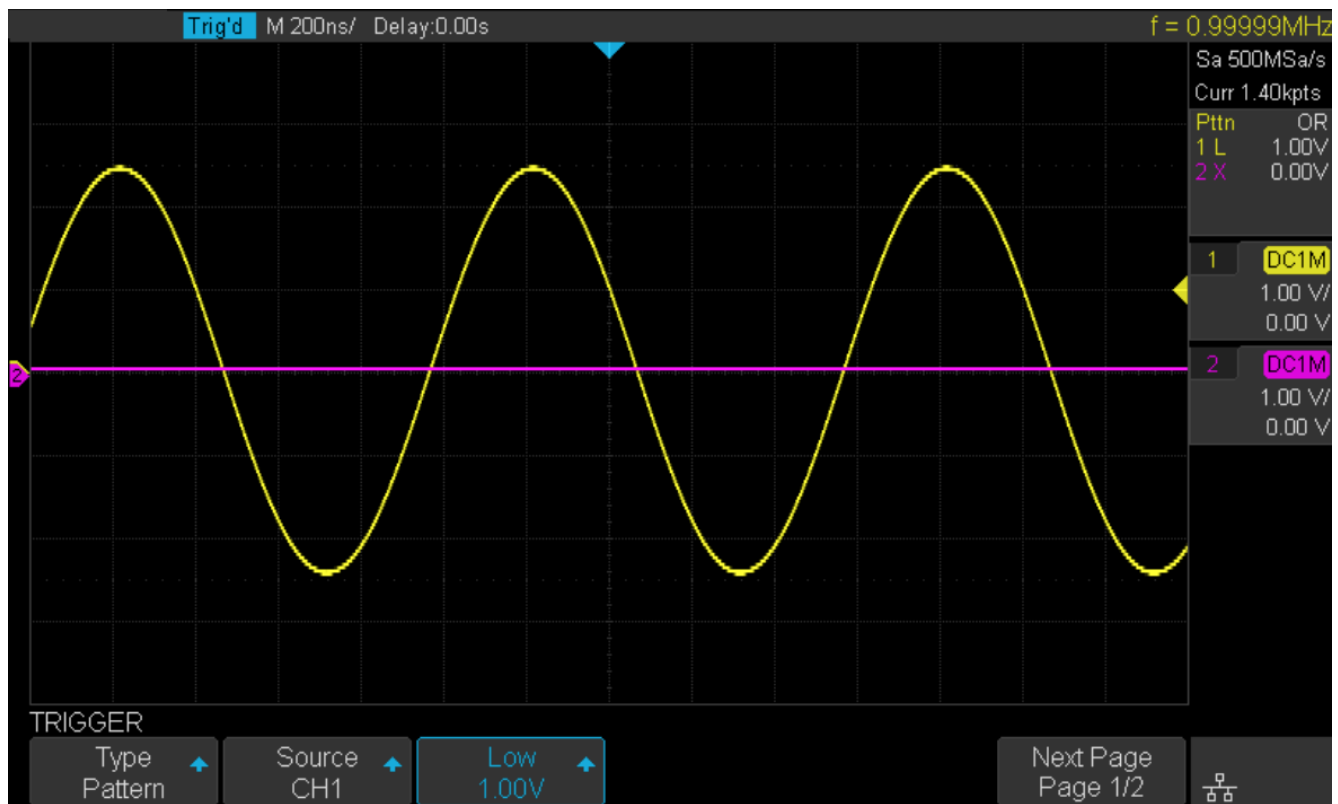 Trig'd M 200ns/ Delay:0.00s f = 0.99999MHz
Sa 500MSa/s
Curr 1.40kpts
Pttn OR
1 L 1.00V
2 X 0.00V
1 DC1M
1.00 V/
0.00 V
2 2 DC1M
1.00 V/
0.00 V
TRIGGER
Type Source Low Next Page
Pattern CH1 1.00V Page 1/2